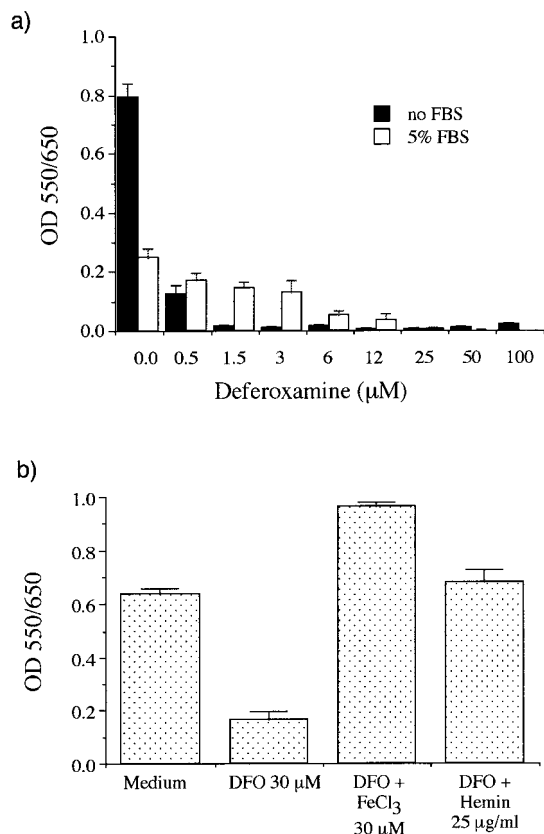 a)
1.0
0.8
0.6
0.4
0.2
0.0
OD 550/650
no FBS
5% FBS
0.0 0.5 1.5 3 6 12 25 50 100
Deferoxamine (μM)
b)
1.0
0.8
0.6
0.4
0.2
0.0
OD 550/650
Medium
DFO 30 μM
DFO +
FeCl3
30 μM
DFO +
Hemin
25 μg/ml